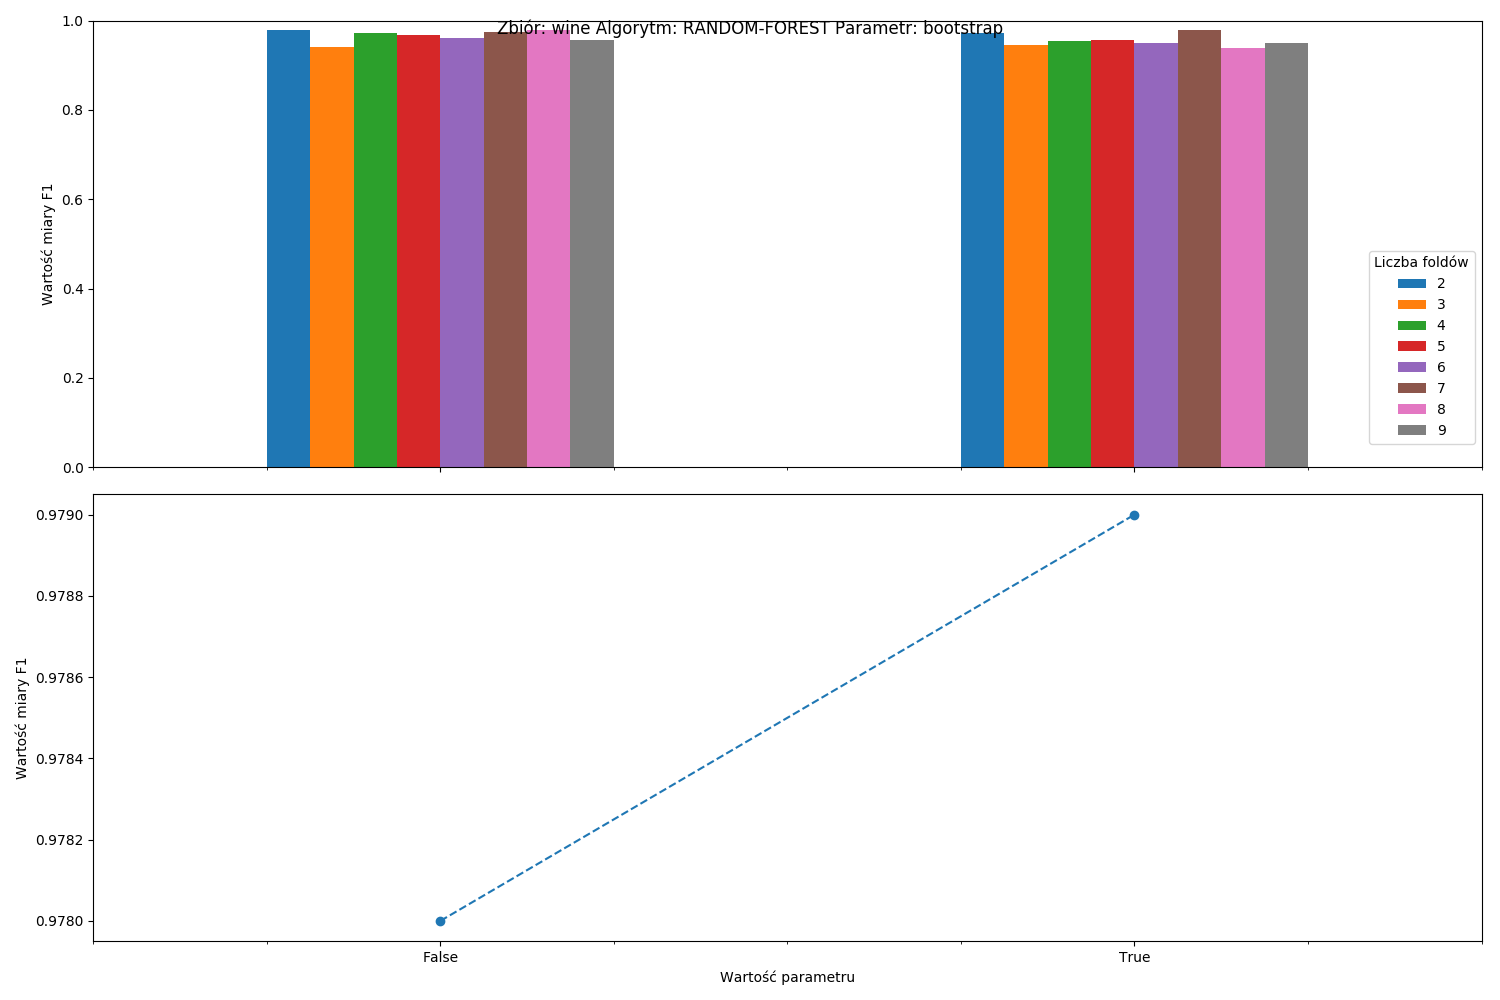 Zbiór: wine Algorytm: RANDOM-FOREST Parametr: bootstrap
1.0
0.8
0.6
0.4
0.2
0.0
Wartość miary F1
Liczba foldów
2
3
4
5
6
7
8
9
0.9790
0.9788
0.9786
0.9784
0.9782
0.9780
Wartość miary F1
False
True
Wartość parametru